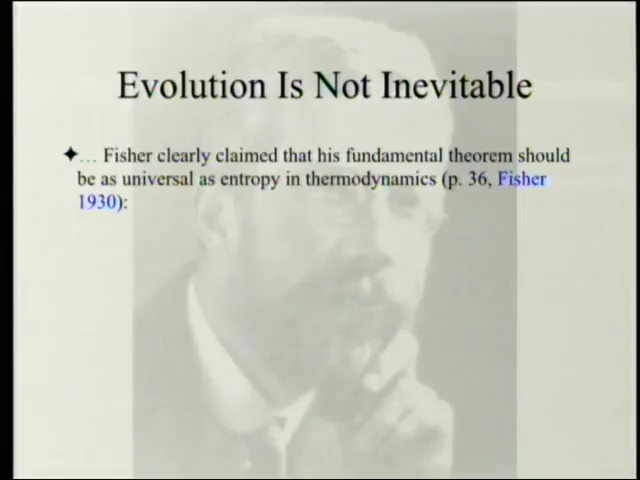 Evolution Is Not Inevitable
✦… Fisher clearly claimed that his fundamental theorem should
be as universal as entropy in thermodynamics (p. 36, Fisher
1930):